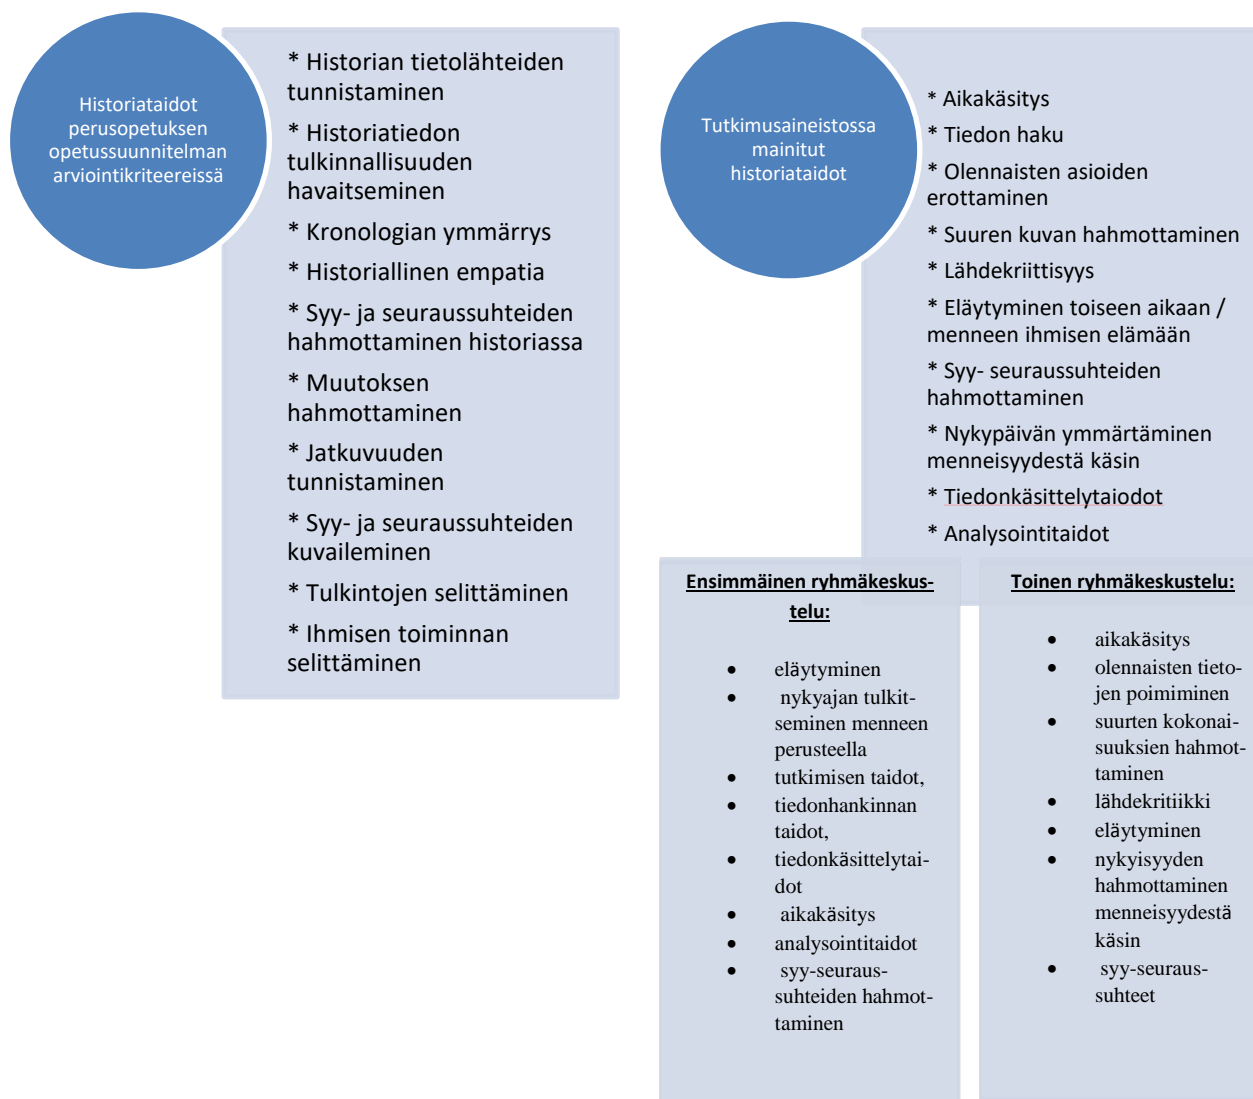 Historiataidot
perusopetuksen
opetussuunnitelman
arviointikriteereissä
* Historian tietolähteiden
tunnistaminen
* Historiatiedon
tulkinnallisuuden
havaitseminen
* Kronologian ymmärrys
* Historiallinen empatia
* Syy- ja seuraussuhteiden
hahmottaminen historiassa
* Muutoksen
hahmottaminen
* Jatkuvuuden
tunnistaminen
* Syy- ja seuraussuhteiden
kuvaileminen
* Tulkintojen selittäminen
* Ihmisen toiminnan
selittäminen
Tutkimusaineistossa
mainitut
historiataidot
* Aikakäsitys
* Tiedon haku
* Olennaisten asioiden
erottaminen
* Suuren kuvan hahmottaminen
* Lähdekriittisyys
* Eläytyminen toiseen aikaan /
menneen ihmisen elämään
* Syy- seuraussuhteiden
hahmottaminen
* Nykypäivän ymmärtäminen
menneisyydestä käsin
* Tiedonkäsittelytaiodot
* Analysointitaidot
Ensimmäinen ryhmäkeskus-
telu:
• eläytyminen
• nykyajan tulkit-
seminen menneen
perusteella
• tutkimisen taidot,
• tiedonhankinnan
taidot,
• tiedonkäsittelytai-
dot
• aikakäsitys
• analysointitaidot
• syy-seuraus-
suhteiden hahmot-
taminen
Toinen ryhmäkeskustelu:
• aikakäsitys
• olennaisten tieto-
jen poimiminen
• suurten kokonai-
suuksien hahmot-
taminen
• lähdekritiikki
• eläytyminen
• nykyisyyden
hahmottaminen
menneisyydestä
käsin
• syy-seuraus-
suhteet